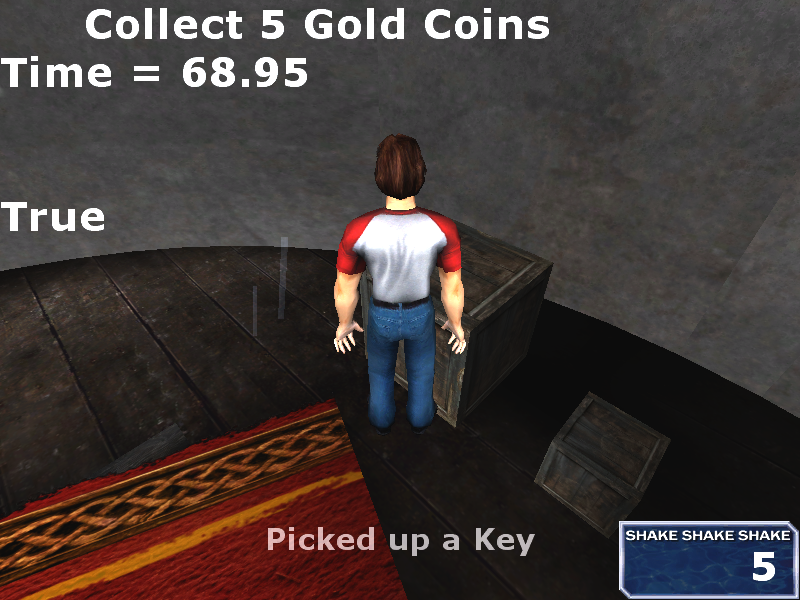 Collect 5 Gold Coins
Time = 68.95
True
Picked up a Key
SHAKE SHAKE SHAKE
5